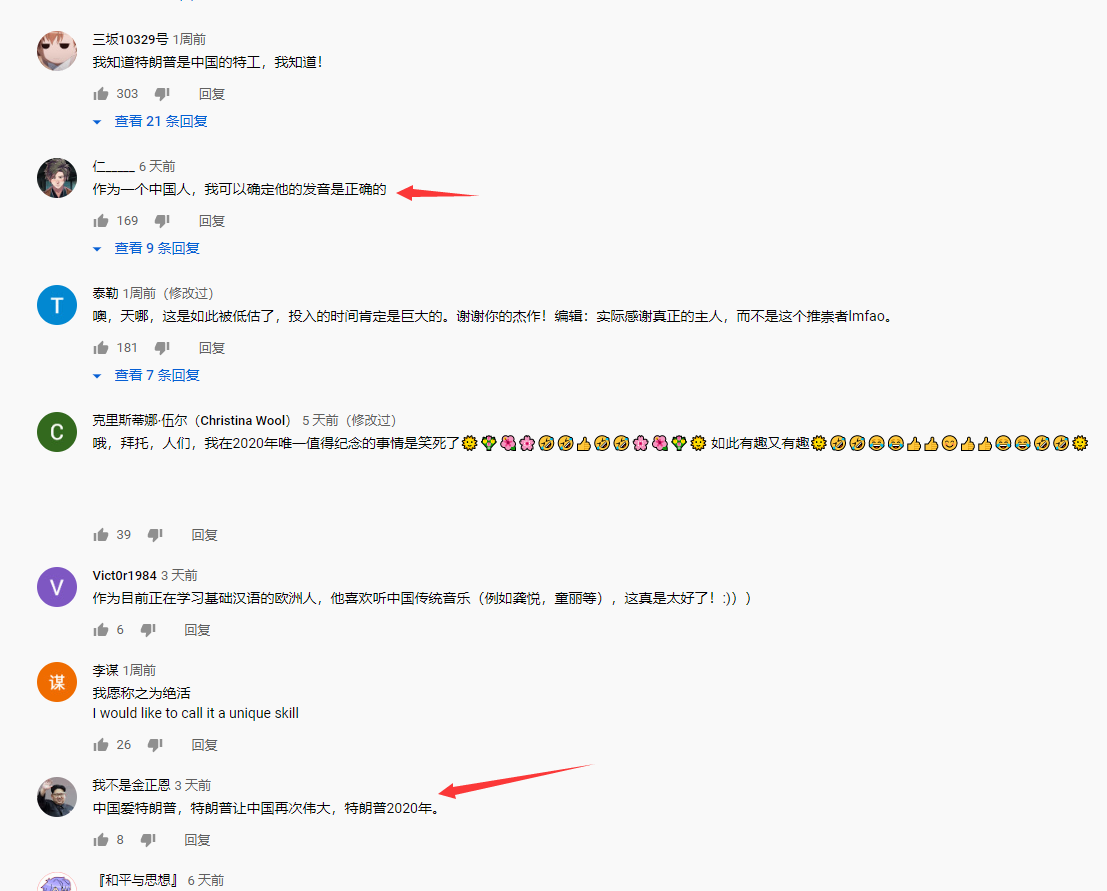 三坂10329号 1周前
我知道特朗普是中国的特工，我知道！
303 回复
查看 21 条回复
仁_____ 6 天前
作为一个中国人，我可以确定他的发音是正确的
169 回复
查看 9 条回复
T
泰勒 1周前（修改过）
噢，天哪，这是如此被低估了，投入的时间肯定是巨大的。谢谢你的杰作！编辑：实际感谢真正的主人，而不是这个推崇者lmfao。
181 回复
查看 7 条回复
C
克里斯蒂娜·伍尔（Christina Wool） 5 天前（修改过）
哦，拜托，人们，我在2020年唯一值得纪念的事情是笑死了🌞💐🌺🌸🤣🤣👍🤣🤣🌸🌺💐🌞 如此有趣又有趣🌞🤣🤣😂😂👍👍😊👍👍😂😂🤣🤣🌞
39 回复
V
Vict0r1984 3 天前
作为目前正在学习基础汉语的欧洲人，他喜欢听中国传统音乐（例如龚悦，童丽等），这真是太好了！:)））
6 回复
谋
李谋 1周前
我愿称之为绝活
I would like to call it a unique skill
26 回复
我不是金正恩 3 天前
中国爱特朗普，特朗普让中国再次伟大，特朗普2020年。
8 回复
『和平与思想』 6 天前